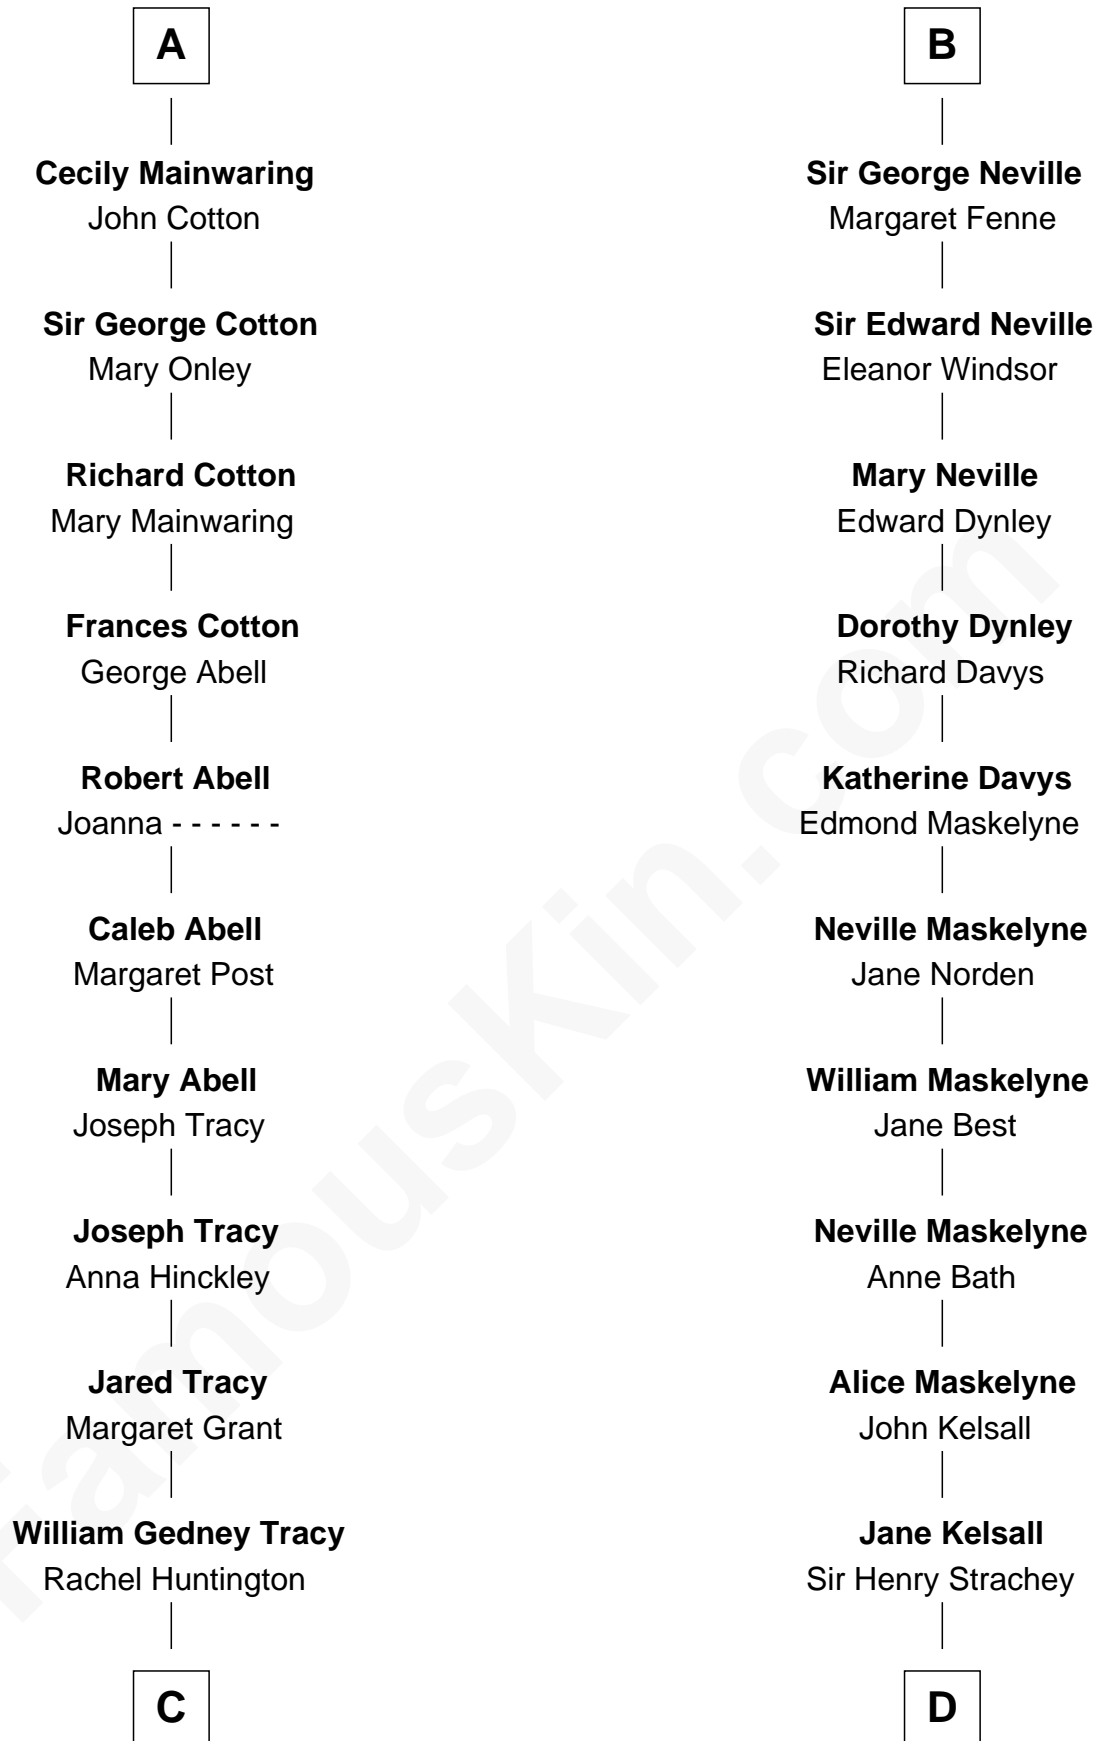 A
Cecily Mainwaring
John Cotton
Sir George Cotton
Mary Onley
Richard Cotton
Mary Mainwaring
Frances Cotton
George Abell
Robert Abell
Joanna - - - - - -
Caleb Abell
Margaret Post
Mary Abell
Joseph Tracy
Joseph Tracy
Anna Hinckley
Jared Tracy
Margaret Grant
William Gedney Tracy
Rachel Huntington
C
B
Sir George Neville
Margaret Fenne
Sir Edward Neville
Eleanor Windsor
Mary Neville
Edward Dynley
Dorothy Dynley
Richard Davys
Katherine Davys
Edmond Maskelyne
Neville Maskelyne
Jane Norden
William Maskelyne
Jane Best
Neville Maskelyne
Anne Bath
Alice Maskelyne
John Kelsall
Jane Kelsall
Sir Henry Strachey
D
FamousKin.com